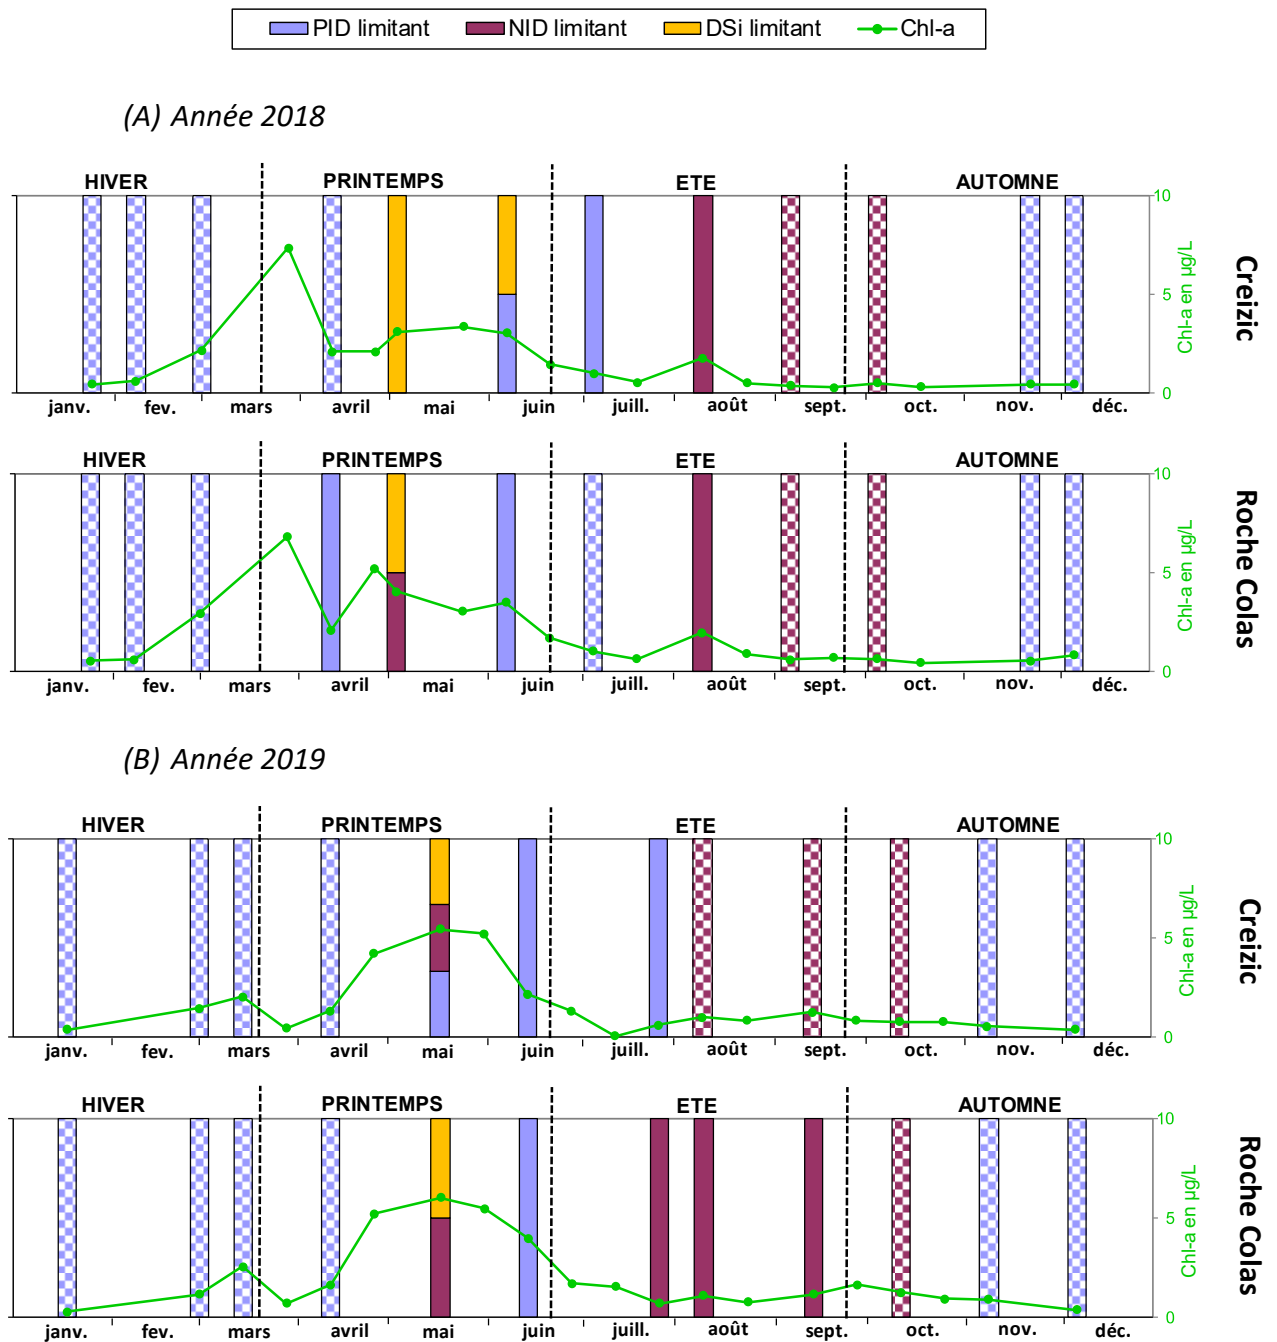 PID limitant NID limitant DSi limitant Chl-a
(A) Année 2018
HIVER PRINTEMPS ETE AUTOMNE
10
5
0
Chl-a en µg/L
Creizic
janv. fev. mars avril mai juin juill. août sept. oct. nov. déc.
HIVER PRINTEMPS ETE AUTOMNE
10
5
0
Chl-a en µg/L
Roche Colas
janv. fev. mars avril mai juin juill. août sept. oct. nov. déc.
(B) Année 2019
HIVER PRINTEMPS ETE AUTOMNE
10
5
0
Chl-a en µg/L
Creizic
janv. fev. mars avril mai juin juill. août sept. oct. nov. déc.
HIVER PRINTEMPS ETE AUTOMNE
10
5
0
Chl-a en µg/L
Roche Colas
janv. fev. mars avril mai juin juill. août sept. oct. nov. déc.